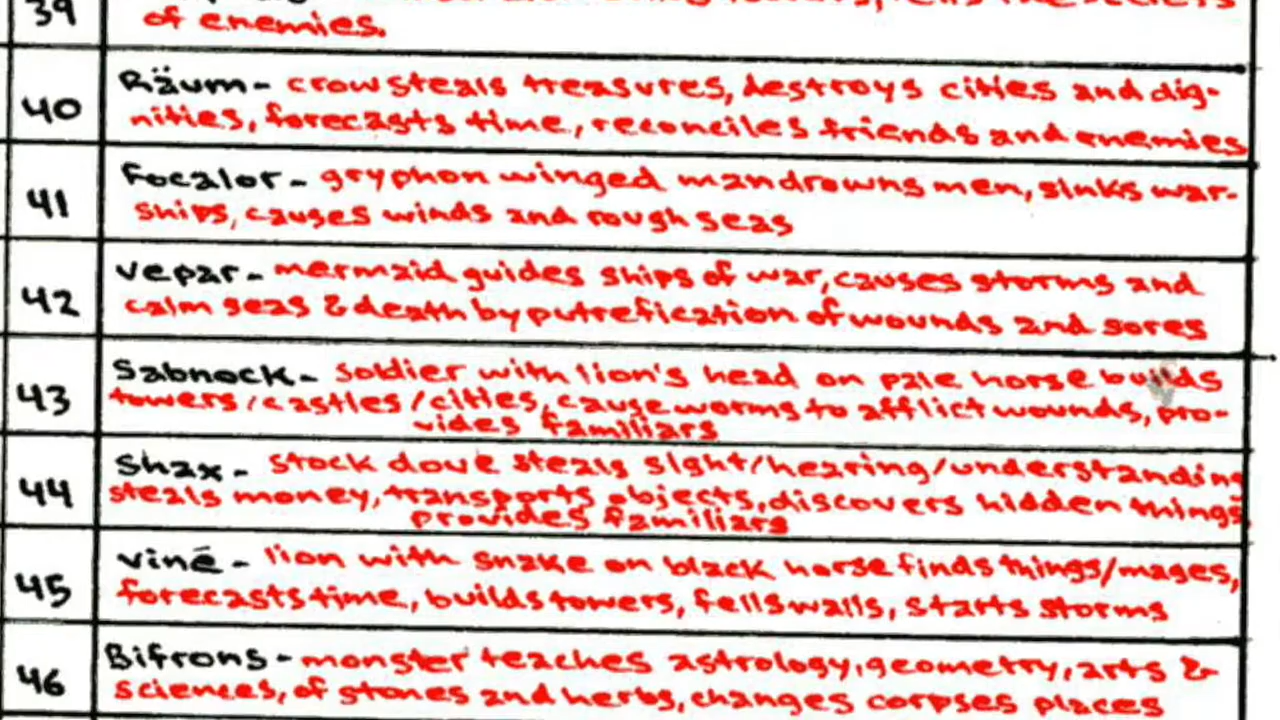 39
of enemies.
40
Räum - crow steals treasures, destroys cities and dig-
nities, forecasts time, reconciles friends and enemies
41
Focalor - gryphon winged man drowns men, sinks war-
ships, causes winds and rough seas
42
Vepar - mermaid guides ships of war, causes storms and
calm seas & death by putrefication of wounds and sores
43
Sabnock - soldier with lion's head on pale horse builds
towers/castles/cities, cause worms to afflict wounds, pro-
vides familiars
44
Shax - stock dove steals sight/hearing/understanding
steals money, transports objects, discovers hidden things,
provides familiars
45
Viné - lion with snake on black horse finds things/mages,
forecasts time, builds towers, fells walls, starts storms
46
Bifrons - monster teaches astrology, geometry, arts &
sciences, of stones and herbs, changes corpses places